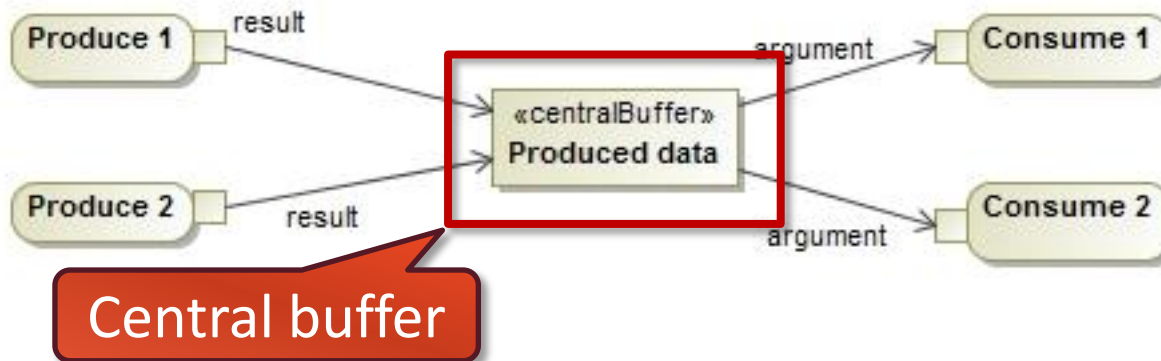 result
Produce 1
argument
Consume 1
«centralBuffer»
Produced data
Produce 2
result
argument
Consume 2
Central buffer